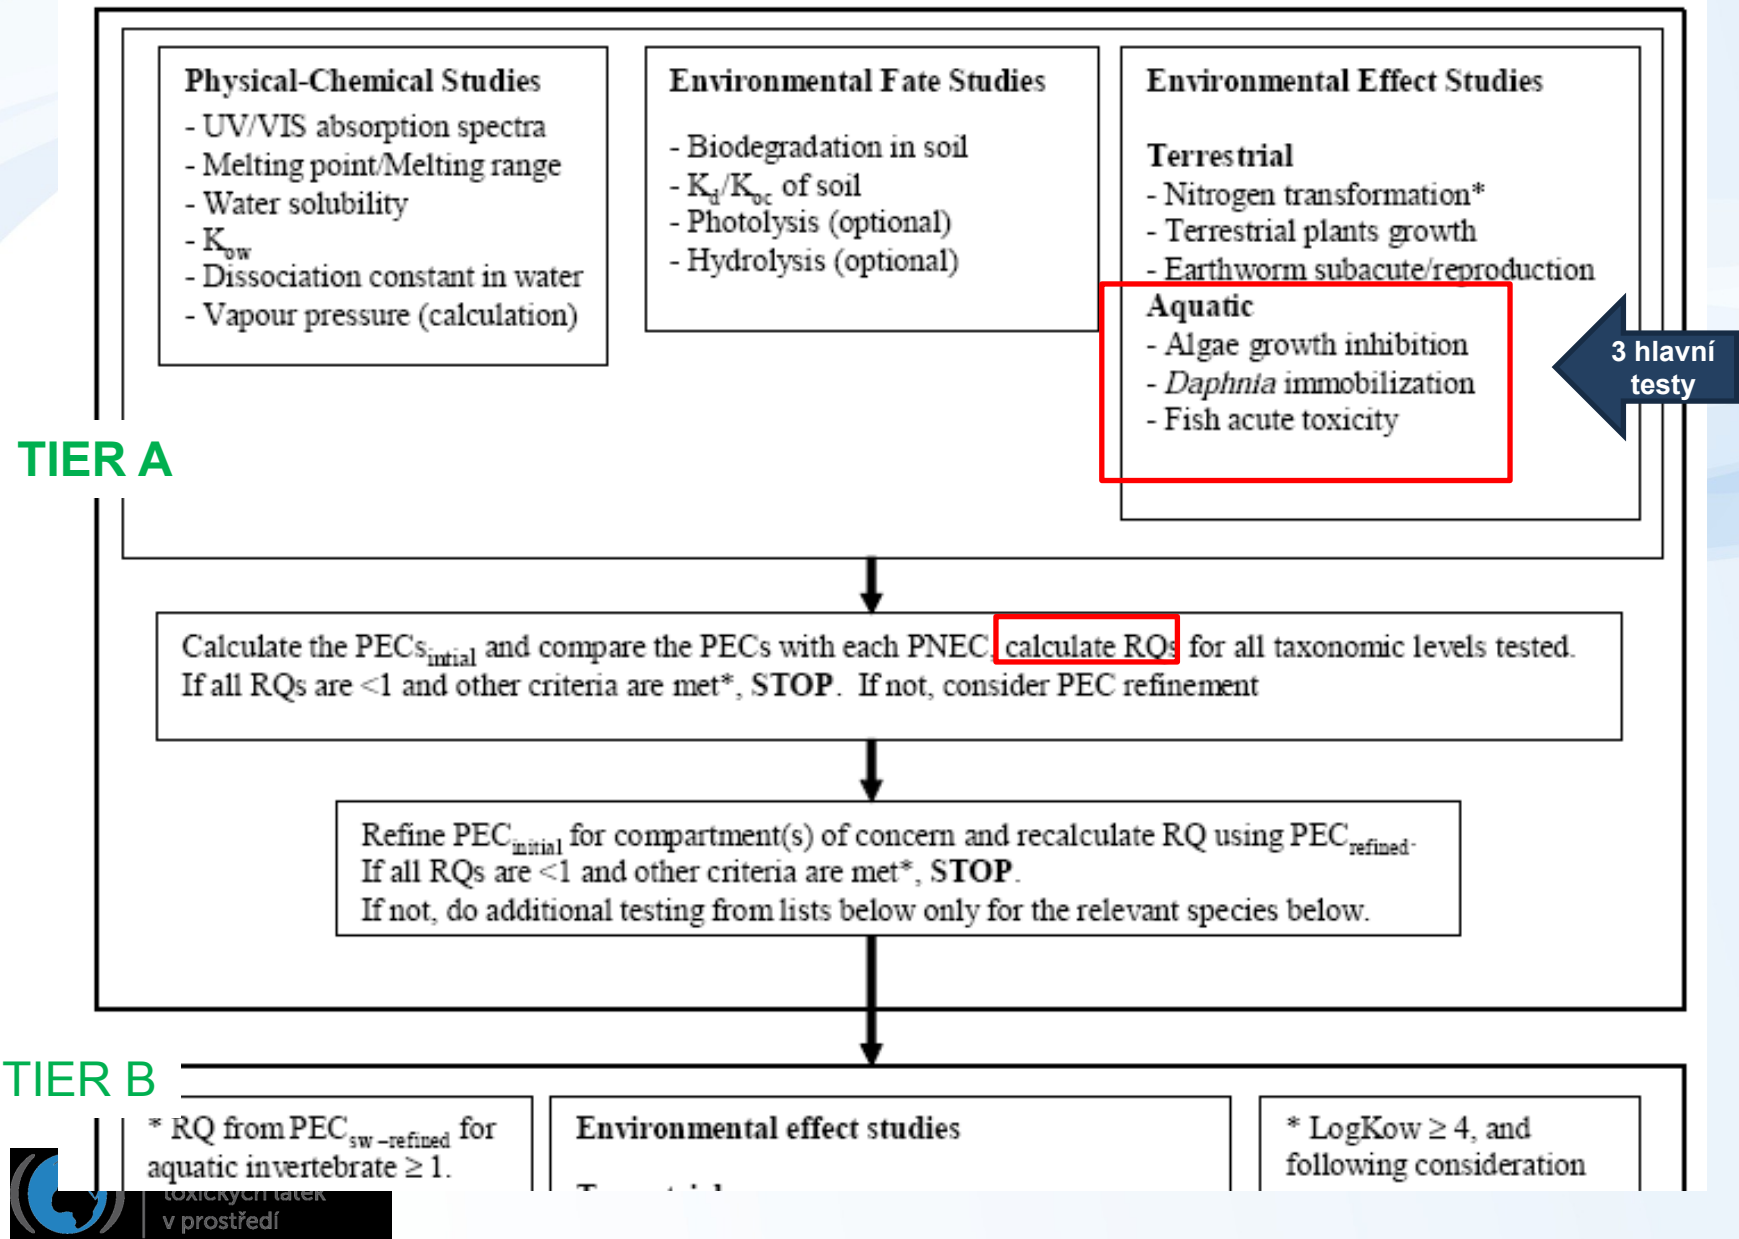 Physical-Chemical Studies
- UV/VIS absorption spectra
- Melting point/Melting range
- Water solubility
- Kow
- Dissociation constant in water
- Vapour pressure (calculation)
Environmental Fate Studies
- Biodegradation in soil
- Kd/Koc of soil
- Photolysis (optional)
- Hydrolysis (optional)
Environmental Effect Studies
Terrestrial
- Nitrogen transformation*
- Terrestrial plants growth
- Earthworm subacute/reproduction
Aquatic
- Algae growth inhibition
- Daphnia immobilization
- Fish acute toxicity
3 hlavní
testy
TIER A
Calculate the PECsintial and compare the PECs with each PNEC, calculate RQs for all taxonomic levels tested.
If all RQs are <1 and other criteria are met*, STOP. If not, consider PEC refinement
Refine PECinitial for compartment(s) of concern and recalculate RQ using PECrefined.
If all RQs are <1 and other criteria are met*, STOP.
If not, do additional testing from lists below only for the relevant species below.
TIER B
* RQ from PECsw-refined for
aquatic invertebrate ≥ 1.
Environmental effect studies
* LogKow ≥ 4, and
following consideration
toxických látek
v prostředí